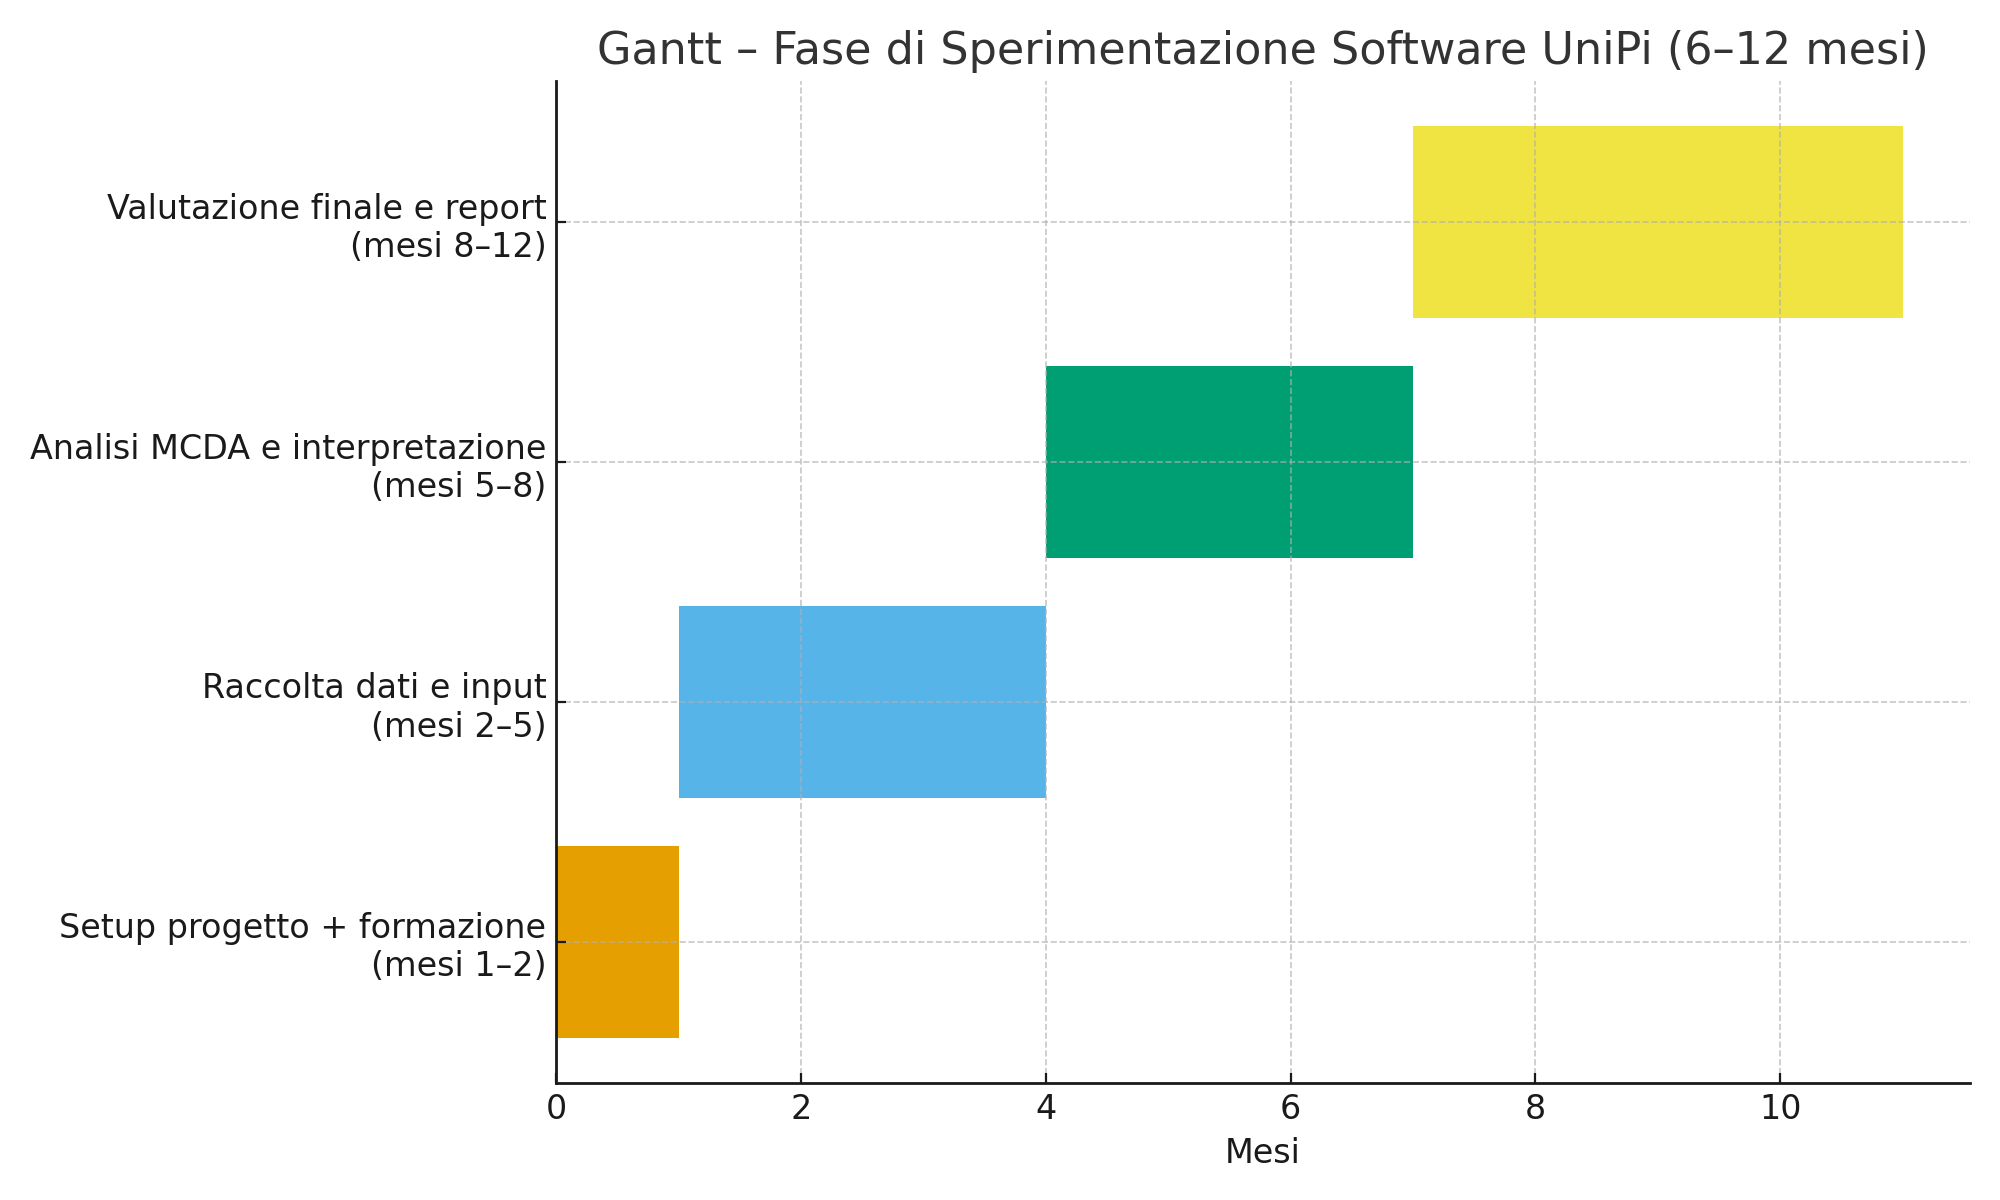 Gantt – Fase di Sperimentazione Software UniPi (6–12 mesi)
Valutazione finale e report
(mesi 8–12)
Analisi MCDA e interpretazione
(mesi 5–8)
Raccolta dati e input
(mesi 2–5)
Setup progetto + formazione
(mesi 1–2)
0 2 4 6 8 10
Mesi